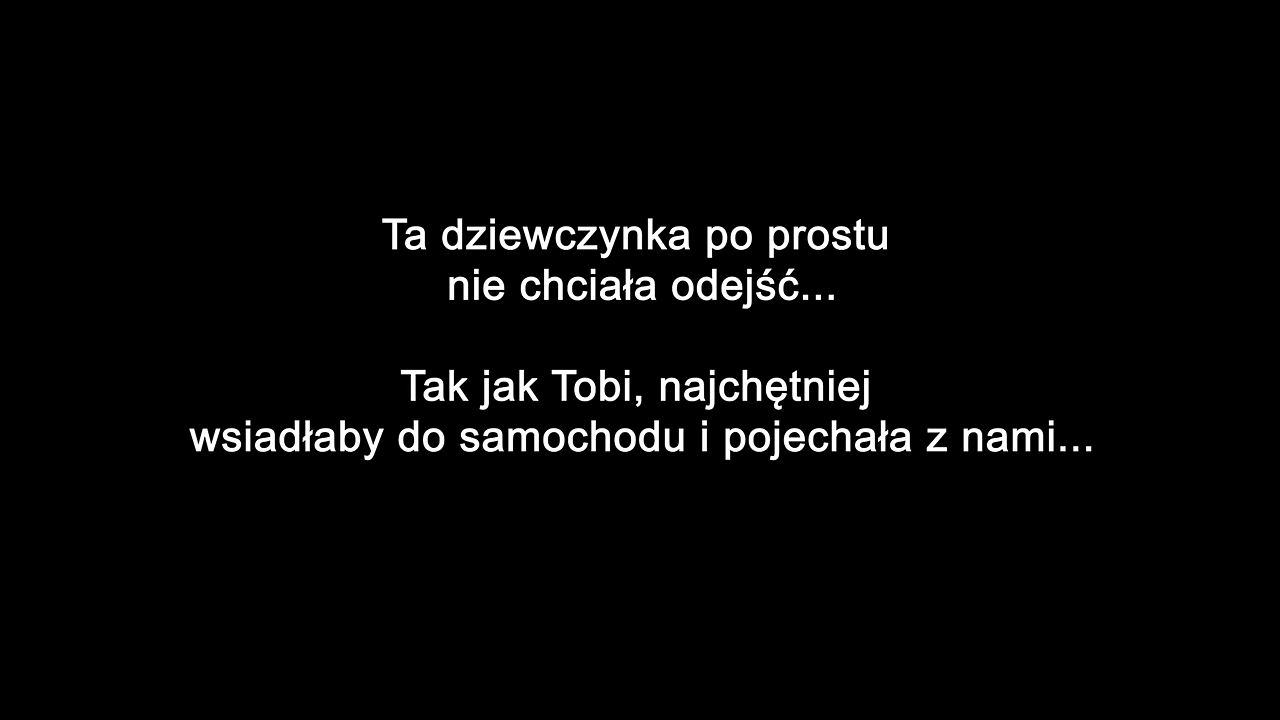 Ta dziewczynka po prostu
nie chciała odejść...
Tak jak Tobi, najchętniej
wsiadłaby do samochodu i pojechała z nami...